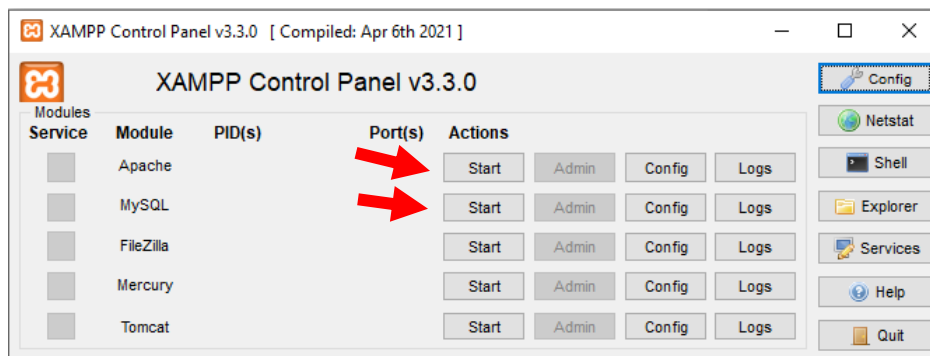 XAMPP Control Panel v3.3.0 [ Compiled: Apr 6th 2021 ]
XAMPP Control Panel v3.3.0
Config
Modules
Netstat
Service Module PID(s) Port(s) Actions
Apache Start Admin Config Logs
Shell
MySQL Start Admin Config Logs
Explorer
FileZilla Start Admin Config Logs
Services
Mercury Start Admin Config Logs
Help
Tomcat Start Admin Config Logs
Quit